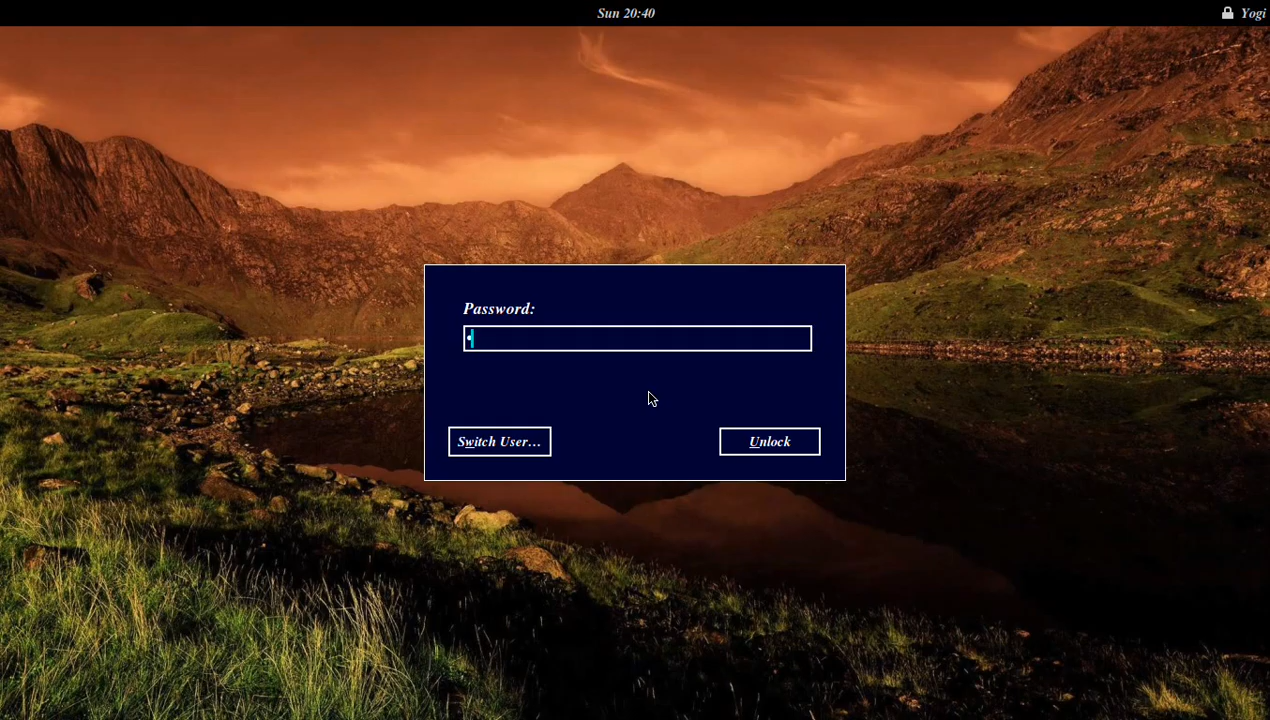 Sun 20:40
Yogi
Password:
•
Switch User...
Unlock